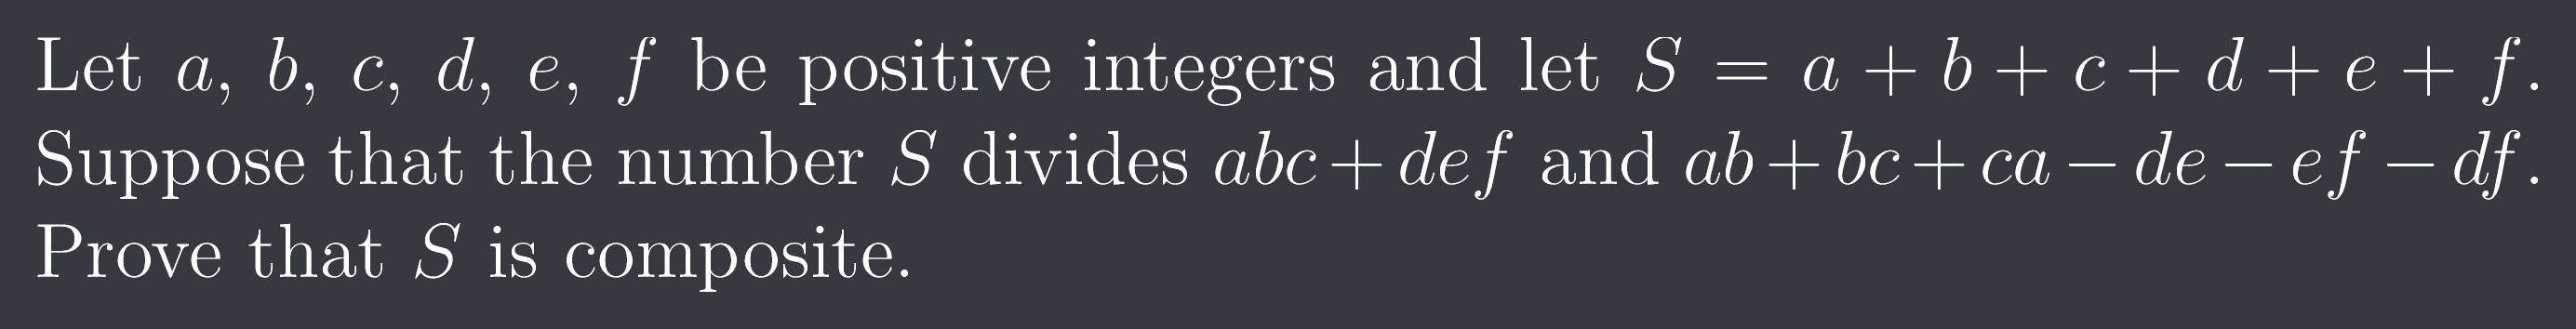 Let a, b, c, d, e, f be positive integers and let S = a + b + c + d + e + f.
Suppose that the number S divides abc + def and ab + bc + ca − de − ef − df.
Prove that S is composite.